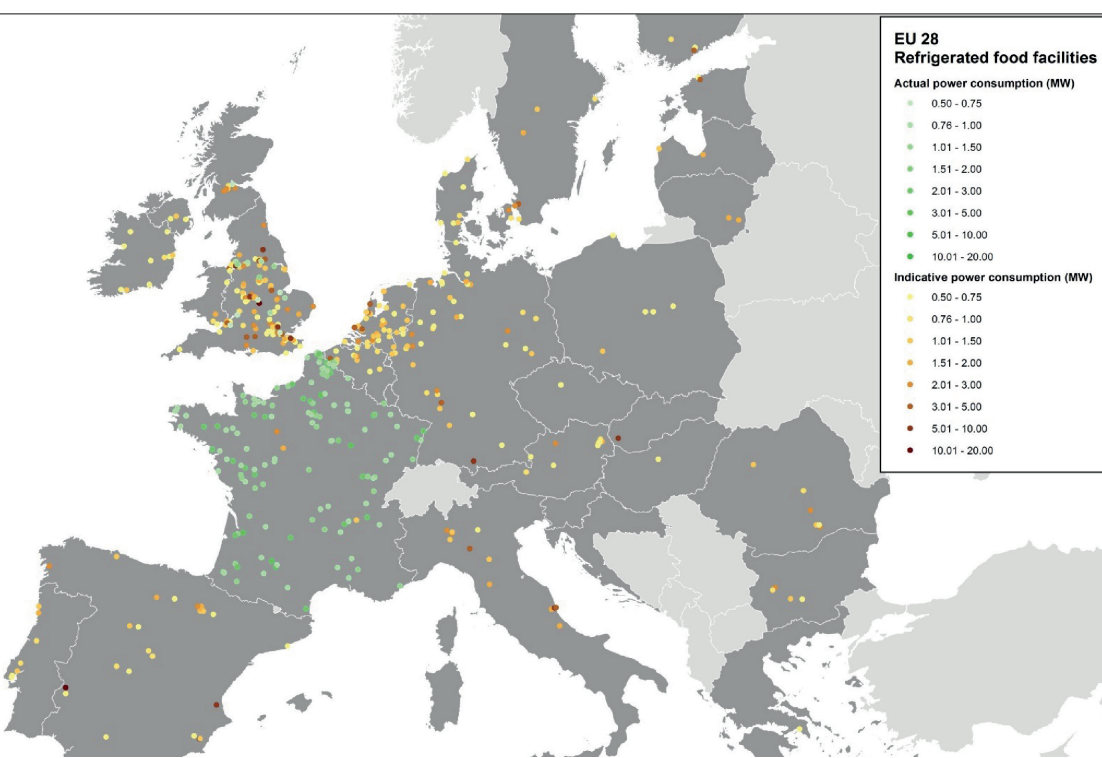 EU 28
Refrigerated food facilities
Actual power consumption (MW)
0.50 - 0.75
0.76 - 1.00
1.01 - 1.50
1.51 - 2.00
2.01 - 3.00
3.01 - 5.00
5.01 - 10.00
10.01 - 20.00
Indicative power consumption (MW)
0.50 - 0.75
0.76 - 1.00
1.01 - 1.50
1.51 - 2.00
2.01 - 3.00
3.01 - 5.00
5.01 - 10.00
10.01 - 20.00